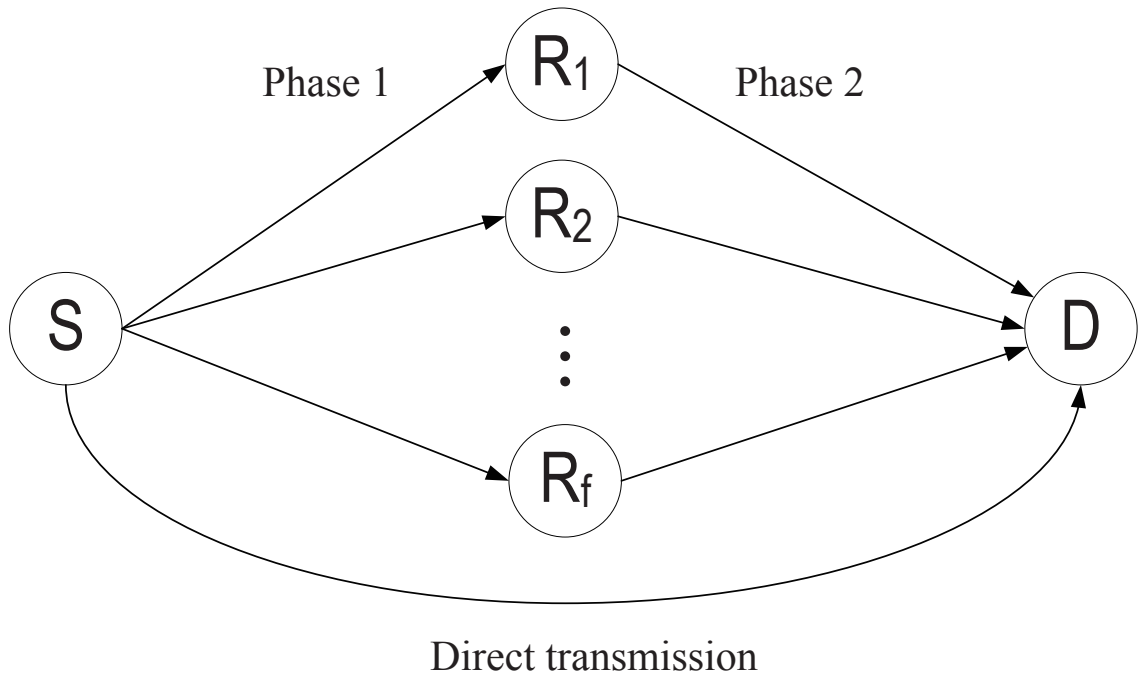 R1
Phase 1
Phase 2
R2
S
D
Rf
Direct transmission